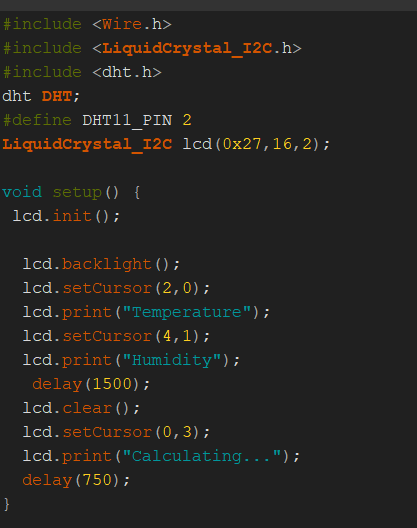 #include <Wire.h>
#include <LiquidCrystal_I2C.h>
#include <dht.h>
dht DHT;
#define DHT11_PIN 2
LiquidCrystal_I2C lcd(0x27,16,2);
void setup() {
lcd.init();
lcd.backlight();
lcd.setCursor(2,0);
lcd.print("Temperature");
lcd.setCursor(4,1);
lcd.print("Humidity");
delay(1500);
lcd.clear();
lcd.setCursor(0,3);
lcd.print("Calculating...");
delay(750);
}